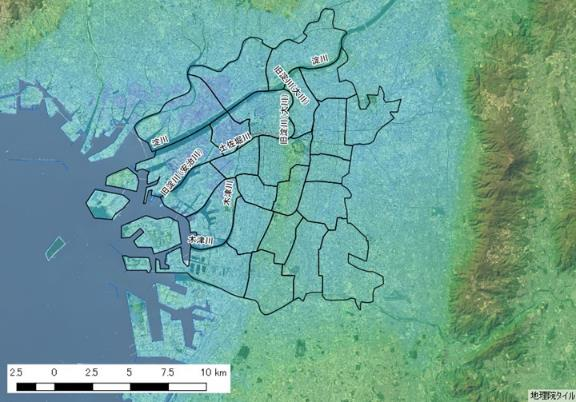 淀川
旧淀川(大川)
旧淀川(大川)
淀川
土佐堀川
旧淀川(安治川)
木津川
木津川
2.5 0 2.5 5 7.5 10 km
地理院タイル